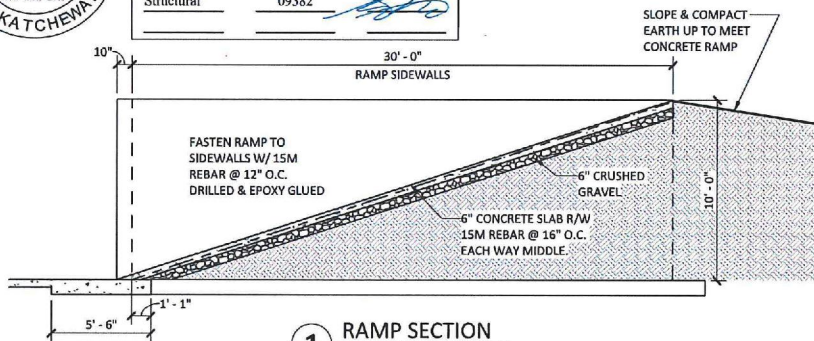 KATCHEWA
Structural 09382
SLOPE & COMPACT
EARTH UP TO MEET
CONCRETE RAMP
10"
30' - 0"
RAMP SIDEWALLS
FASTEN RAMP TO
SIDEWALLS W/ 15M
REBAR @ 12" O.C.
DRILLED & EPOXY GLUED
6" CRUSHED
GRAVEL
10' - 0"
6" CONCRETE SLAB R/W
15M REBAR @ 16" O.C.
EACH WAY MIDDLE.
1' - 1"
5' - 6"
1 RAMP SECTION